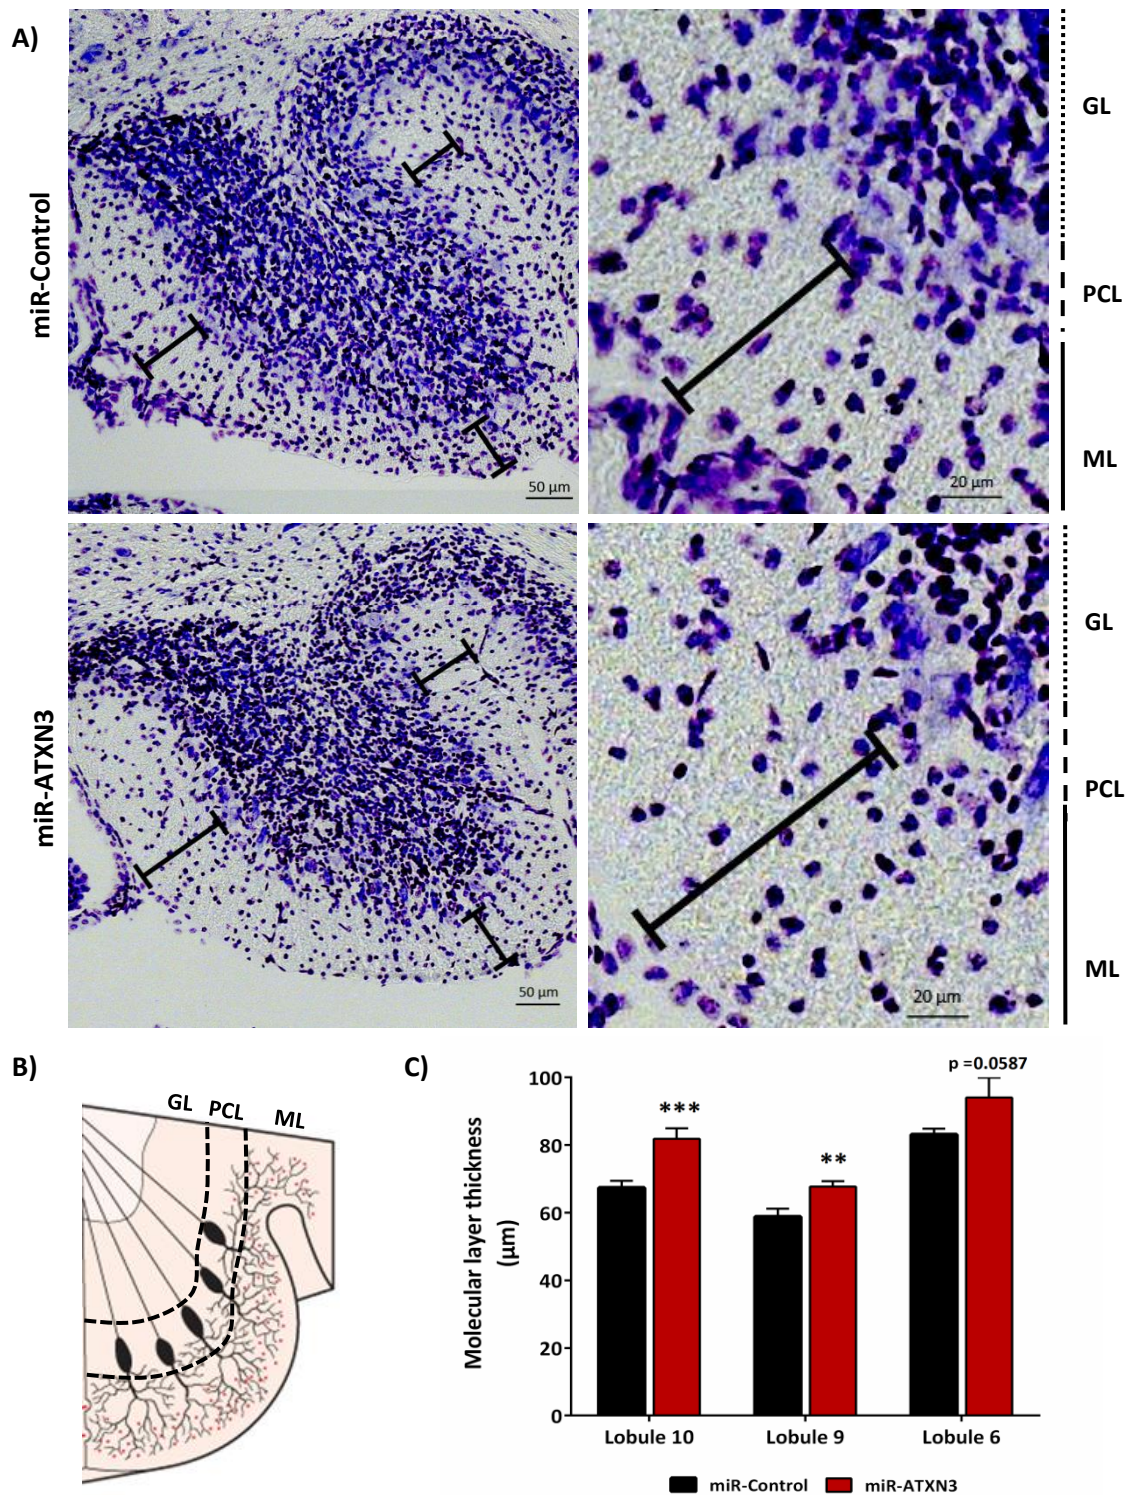 A)
miR-Control
50 µm
20 µm
GL
PCL
ML
miR-ATXN3
50 µm
20 µm
GL
PCL
ML
B)
GL PCL ML
C)
Molecular layer thickness
(µm)
100
80
60
40
20
0
***
**
p =0.0587
Lobule 10
Lobule 9
Lobule 6
miR-Control
miR-ATXN3